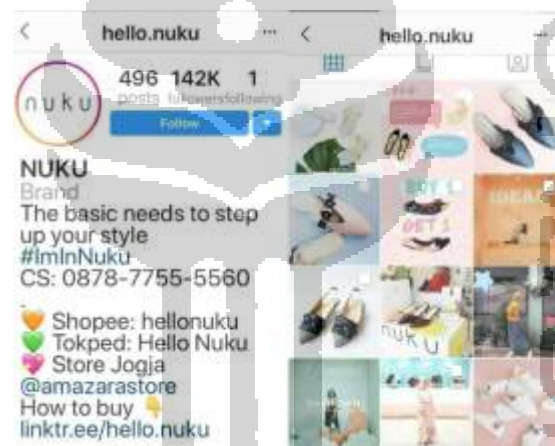 hello.nuku
nuku
496 142K 1
posts followers following
Follow
NUKU
Brand
The basic needs to step
up your style
#ImInNuku
CS: 0878-7755-5560
.
🧡 Shopee: hellonuku
💚 Tokped: Hello Nuku
💖 Store Jogja
@amazarastore
How to buy 👇
linktr.ee/hello.nuku
hello.nuku
BUY 1
GET 1
IDEAS
nuku